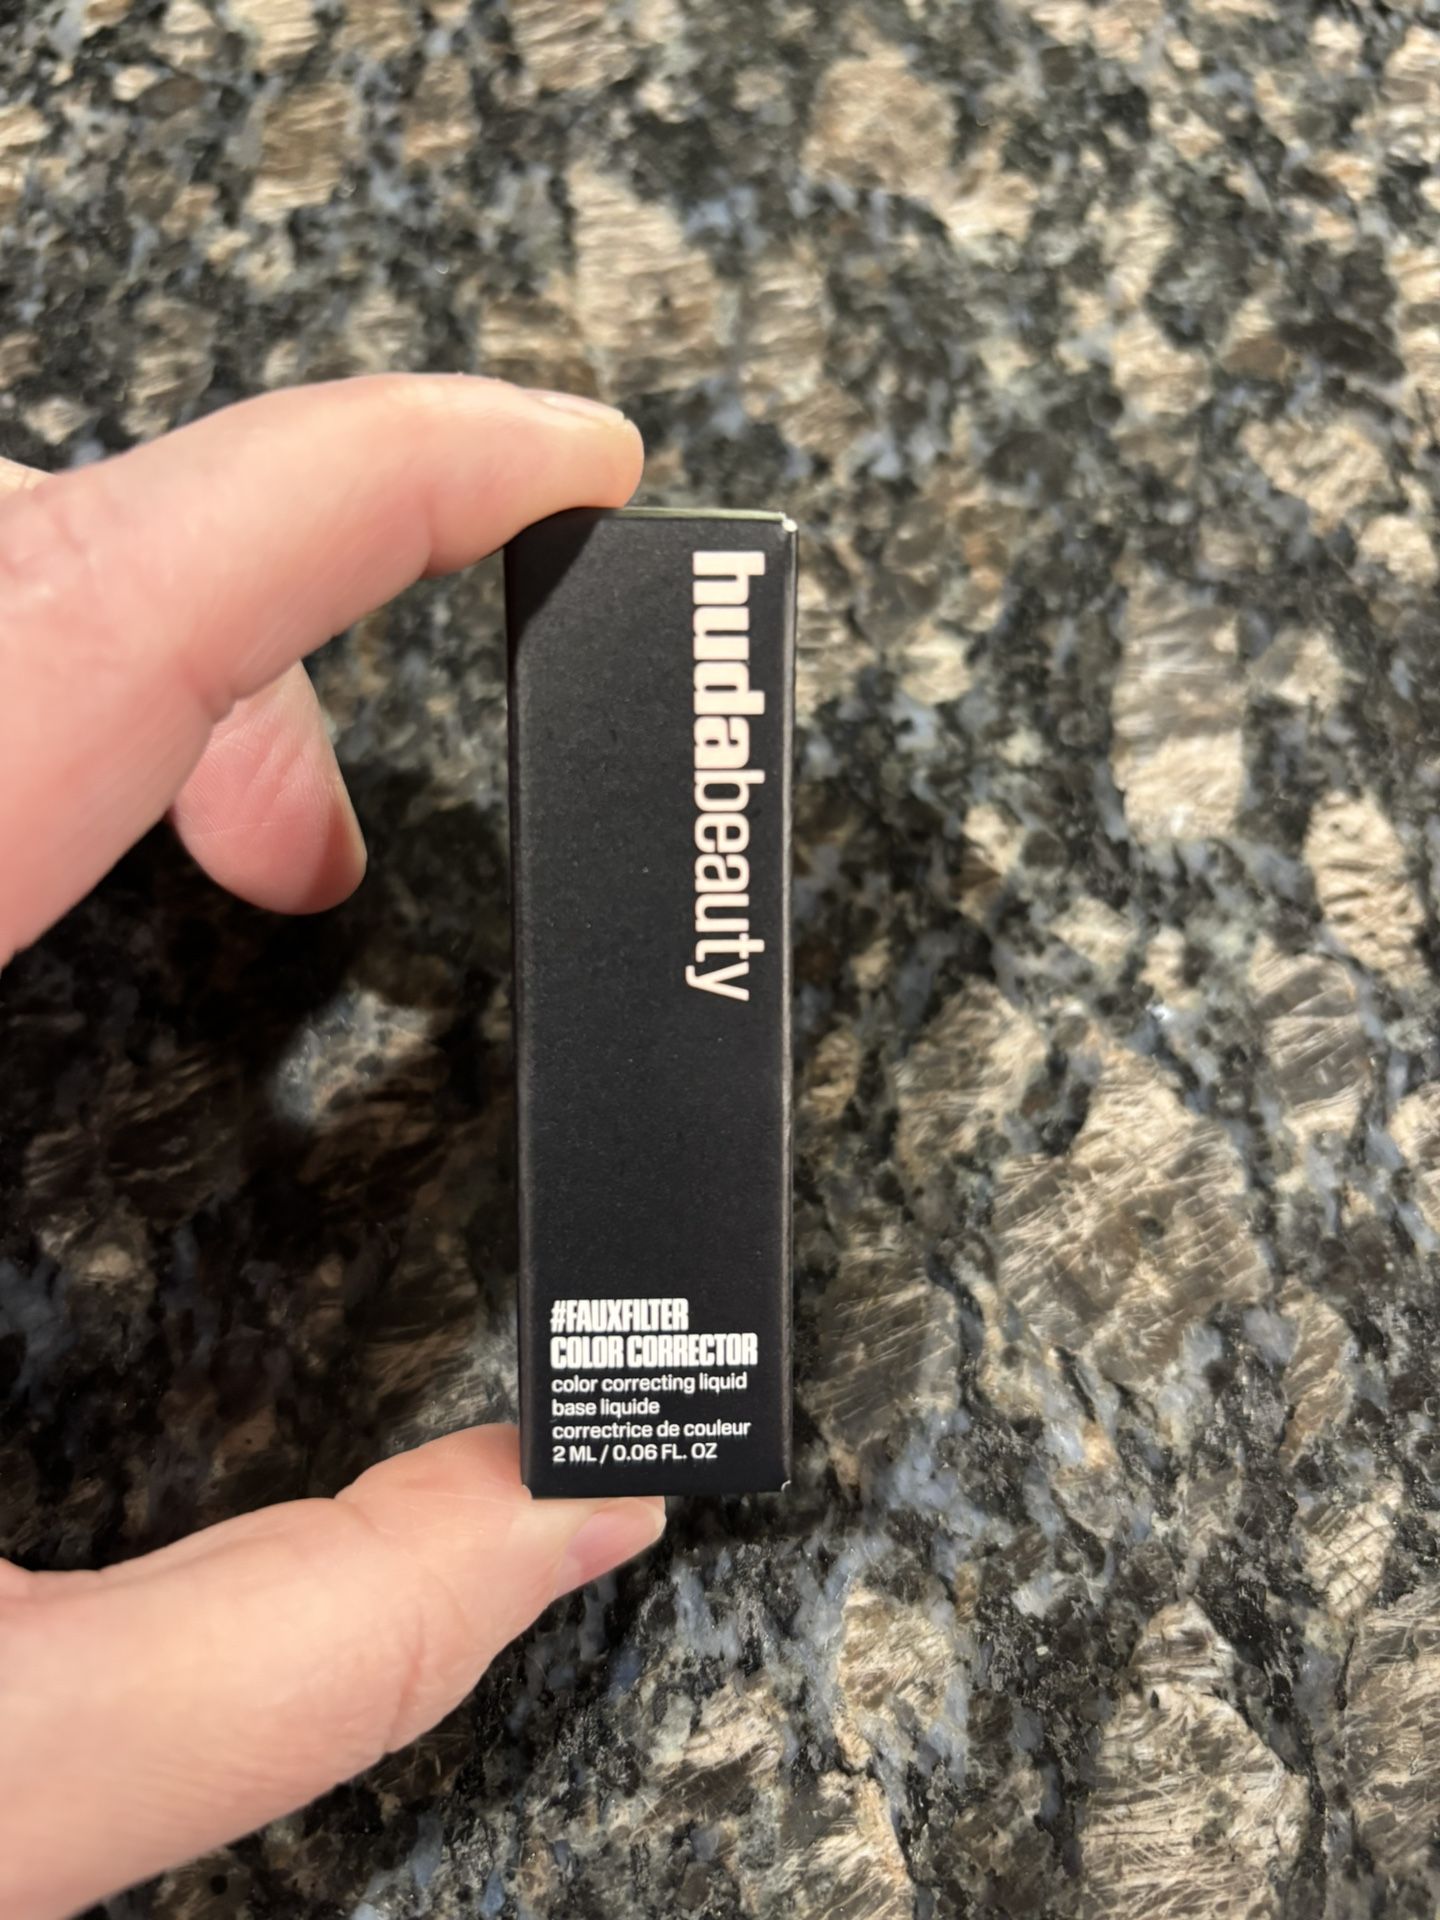 hudabeauty
#FAUXFILTER
COLOR CORRECTOR
color correcting liquid
base liquide
correctrice de couleur
2 ML / 0.06 FL. OZ